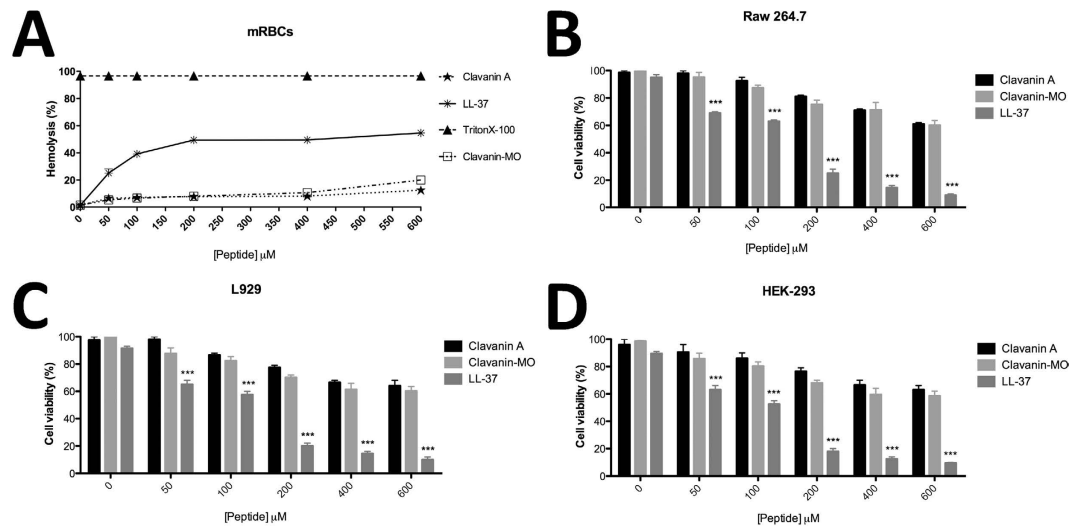 A
mRBCs
Hemolysis (%)
100
80
60
40
20
0
0 50 100 150 200 250 300 350 400 450 500 550 600
[Peptide] μM
Clavanin A
LL-37
TritonX-100
Clavanin-MO
B
Raw 264.7
Cell viability (%)
100
80
60
40
20
0
*** *** *** *** ***
0 50 100 200 400 600
[Peptide] μM
Clavanin A
Clavanin-MO
LL-37
C
L929
Cell viability (%)
100
80
60
40
20
0
*** *** *** *** ***
0 50 100 200 400 600
[Peptide] μM
Clavanin A
Clavanin-MO
LL-37
D
HEK-293
Cell viability (%)
100
80
60
40
20
0
*** *** *** *** ***
0 50 100 200 400 600
[Peptide] μM
Clavanin A
Clavanin-MO
LL-37